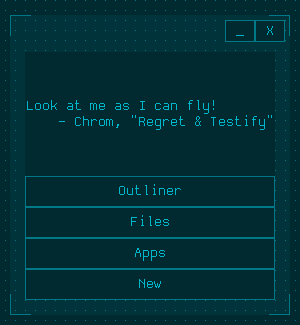 _ X
Look at me as I can fly!
- Chrom, "Regret & Testify"
Outliner
Files
Apps
New